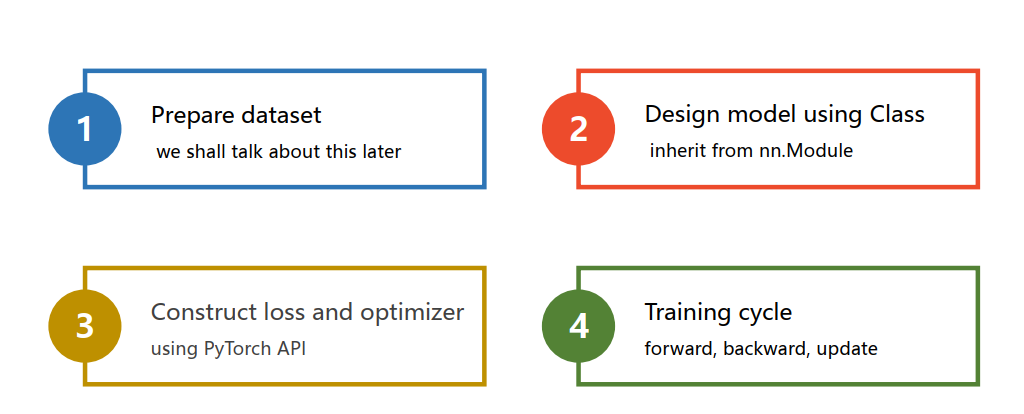 1
Prepare dataset
we shall talk about this later
2
Design model using Class
inherit from nn.Module
3
Construct loss and optimizer
using PyTorch API
4
Training cycle
forward, backward, update